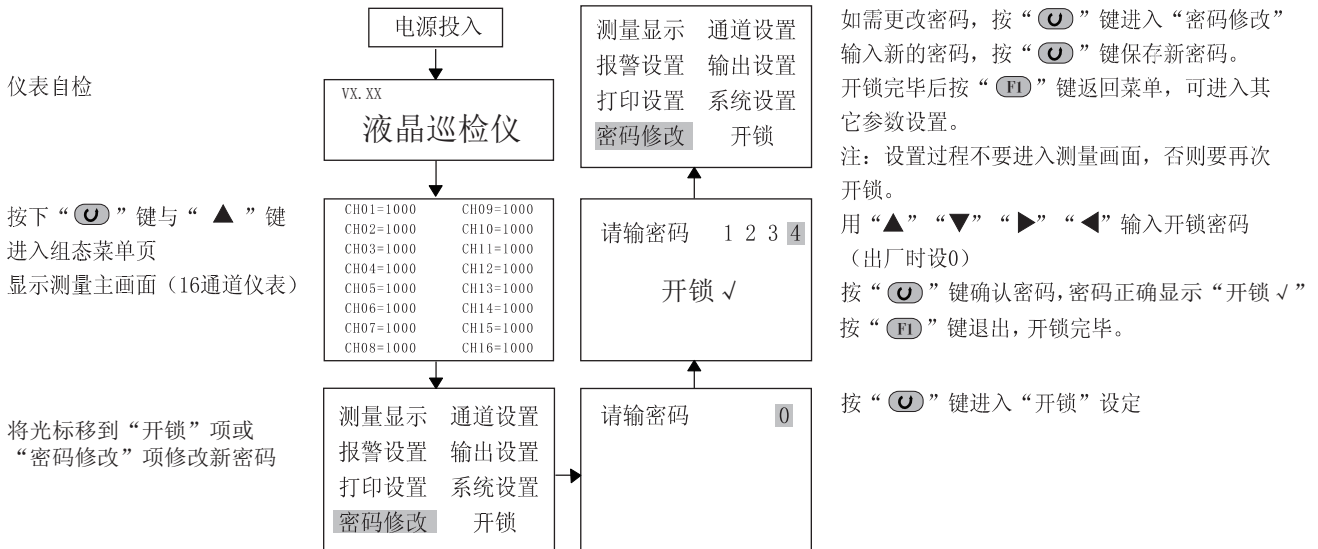 电源投入
仪表自检
VX.XX
液晶巡检仪
按下“ ”键与“ ▲ ”键
进入组态菜单页
显示测量主画面（16通道仪表）
CH01=1000 CH09=1000
CH02=1000 CH10=1000
CH03=1000 CH11=1000
CH04=1000 CH12=1000
CH05=1000 CH13=1000
CH06=1000 CH14=1000
CH07=1000 CH15=1000
CH08=1000 CH16=1000
将光标移到“开锁”项或
“密码修改”项修改新密码
测量显示 通道设置
报警设置 输出设置
打印设置 系统设置
密码修改 开锁
测量显示 通道设置
报警设置 输出设置
打印设置 系统设置
密码修改 开锁
请输密码 1 2 3 4
开锁 √
请输密码 0
如需更改密码，按“ ”键进入“密码修改”
输入新的密码，按“ ”键保存新密码。
开锁完毕后按“ F1 ”键返回菜单，可进入其
它参数设置。
注：设置过程不要进入测量画面，否则要再次
开锁。
用“▲”“▼”“▶”“◀”输入开锁密码
（出厂时设0）
按“ ”键确认密码,密码正确显示“开锁 √ ”
按“ F1 ”键退出,开锁完毕。
按“ ”键进入“开锁”设定